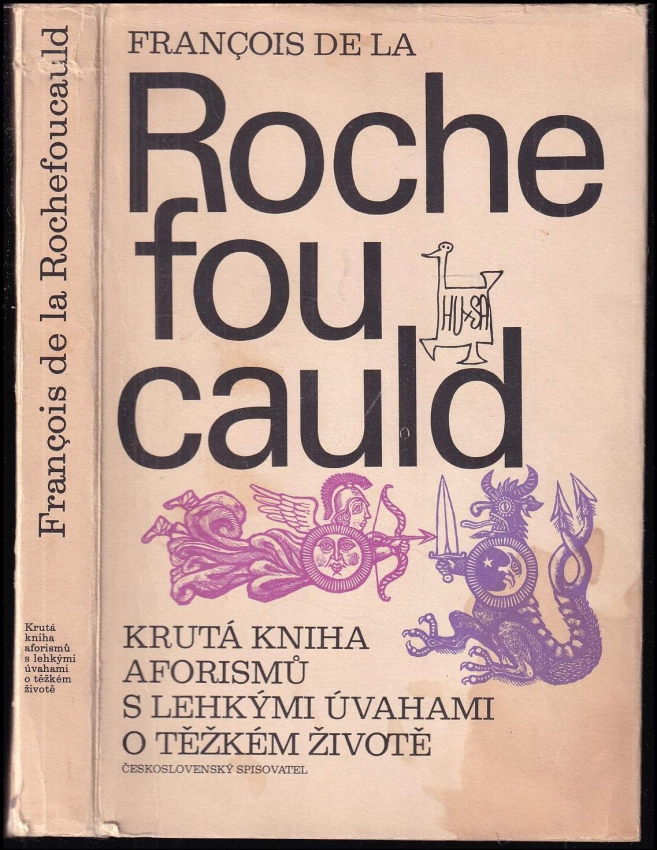 François de la Rochefoucauld
Krutá
kniha
aforismů
s lehkými
úvahami
o těžkém
životě
FRANÇOIS DE LA
Roche
fou
HUSA
cauld
KRUTÁ KNIHA
AFORISMŮ
S LEHKÝMI ÚVAHAMI
O TĚŽKÉM ŽIVOTĚ
ČESKOSLOVENSKÝ SPISOVATEL